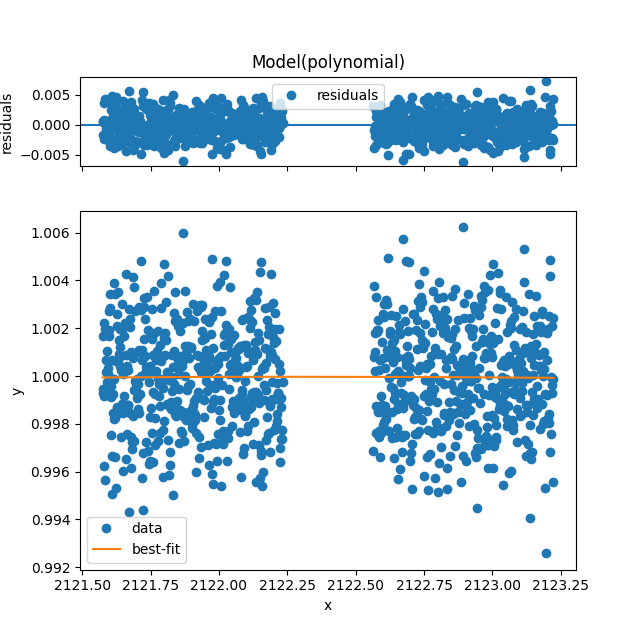 Model(polynomial)
residuals
0.005
0.000
−0.005
residuals
1.006
1.004
1.002
1.000
0.998
0.996
0.994
0.992
y
data
best-fit
2121.50 2121.75 2122.00 2122.25 2122.50 2122.75 2123.00 2123.25
x